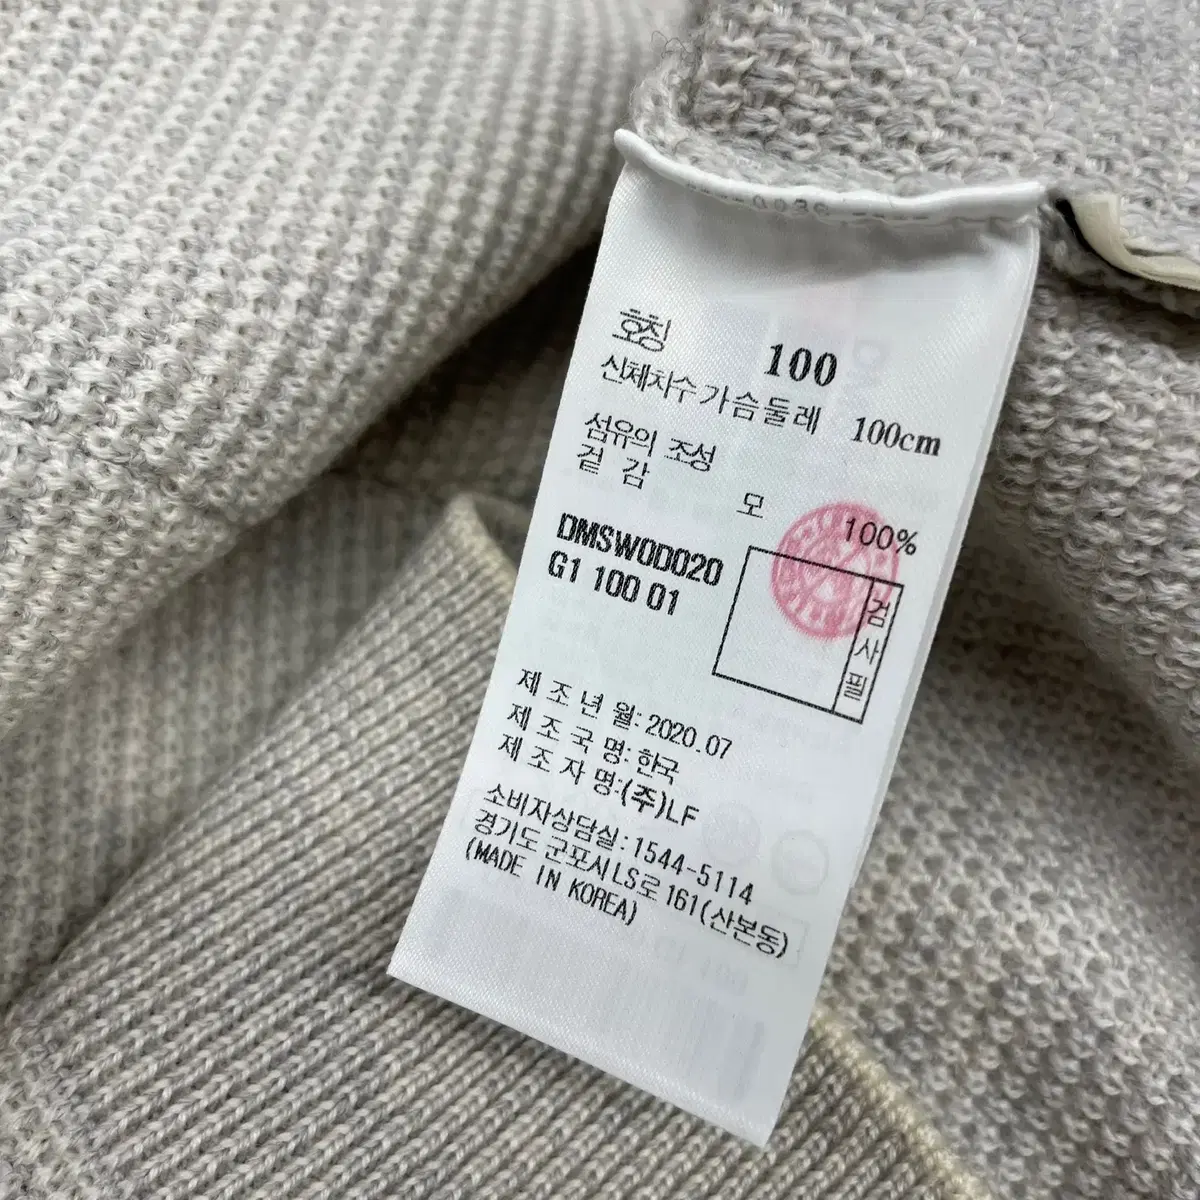 호칭 100
신체치수 가슴둘레 100cm
섬유의 조성
겉 감
모 100%
DMSW0D020
G1 100 01
검사필
제 조 년 월: 2020.07
제 조 국 명: 한국
제 조 자 명:(주)LF
소비자상담실: 1544-5114
경기도 군포시 LS로 161(산본동)
(MADE IN KOREA)